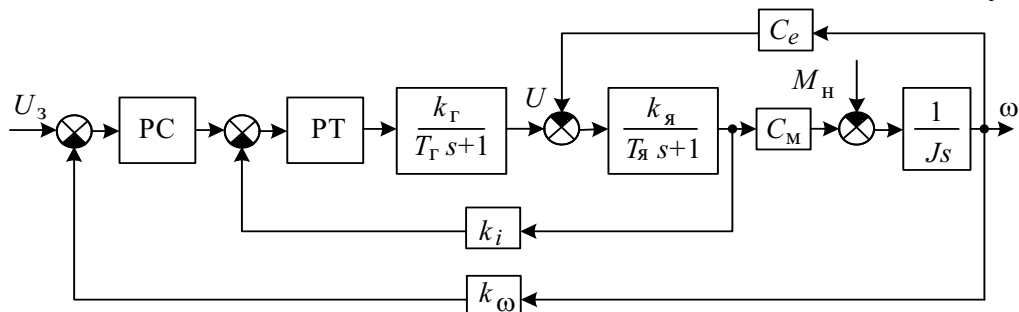 C_e
U_з
PC
PT
k_г
T_г s+1
U
k_я
T_я s+1
M_н
C_м
1
Js
ω
k_i
k_ω